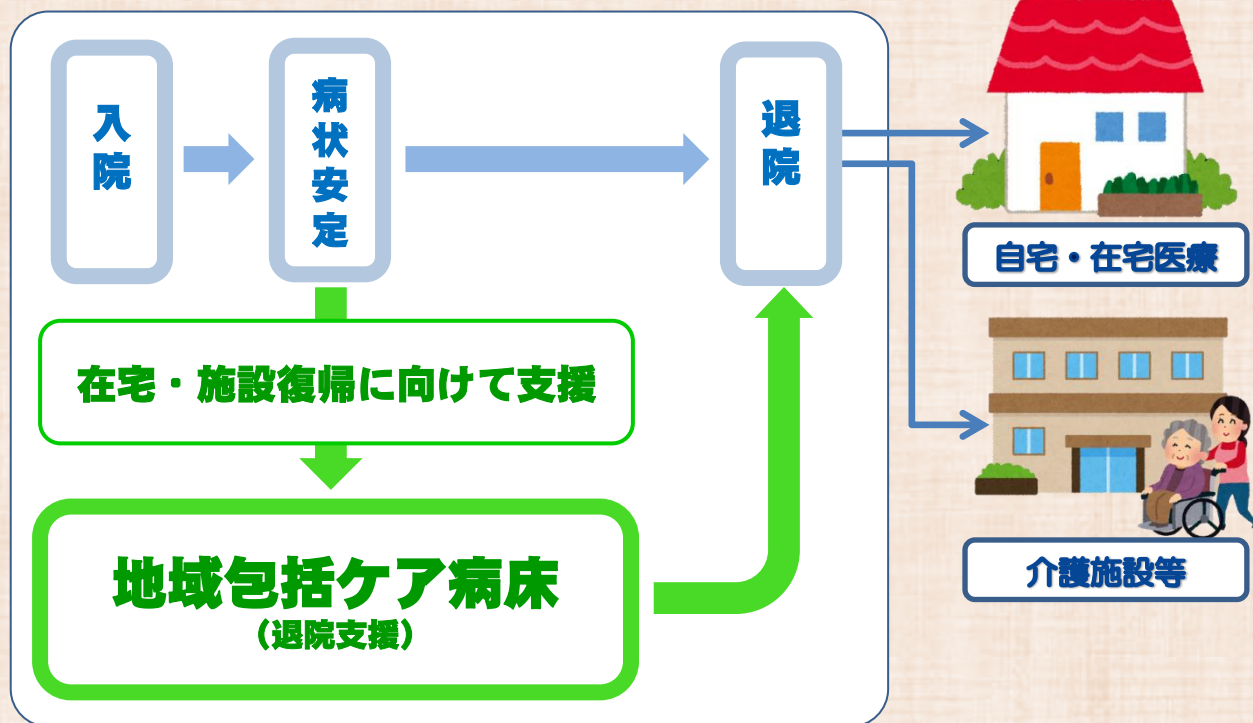 入院
病状安定
退院
自宅・在宅医療
在宅・施設復帰に向けて支援
地域包括ケア病床
（退院支援）
介護施設等